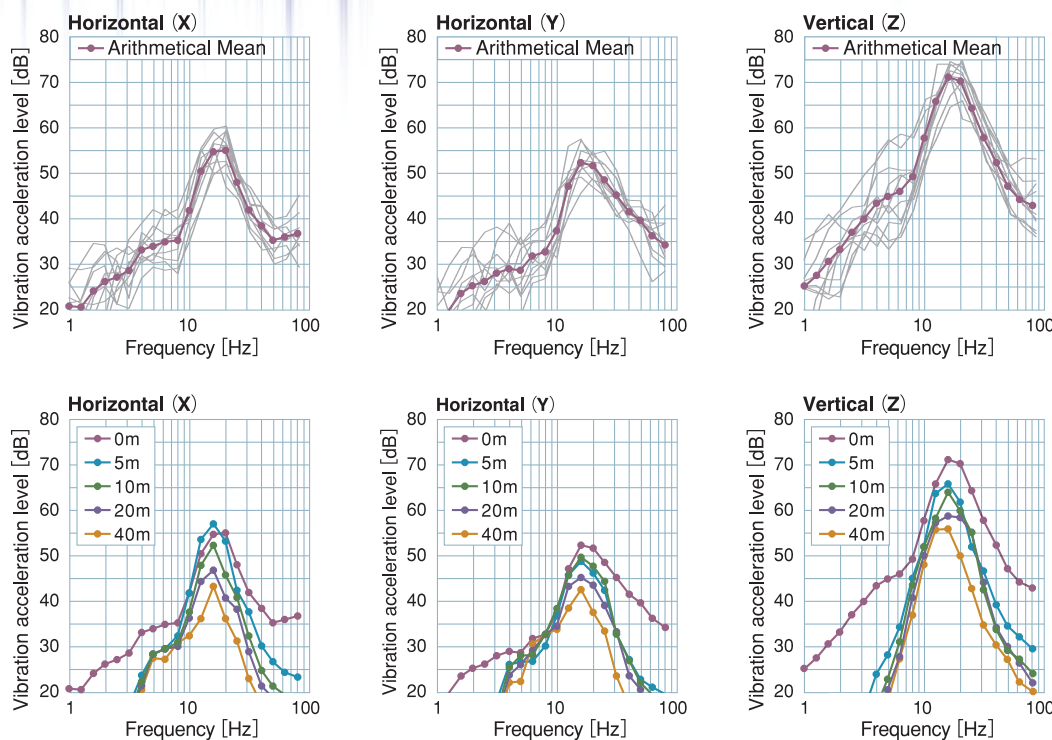 Horizontal (X)
Arithmetical Mean
Vibration acceleration level [dB]
80
70
60
50
40
30
20
1
10
100
Frequency [Hz]
Horizontal (Y)
Arithmetical Mean
Vibration acceleration level [dB]
80
70
60
50
40
30
20
1
10
100
Frequency [Hz]
Vertical (Z)
Arithmetical Mean
Vibration acceleration level [dB]
80
70
60
50
40
30
20
1
10
100
Frequency [Hz]
Horizontal (X)
0m
5m
10m
20m
40m
Vibration acceleration level [dB]
80
70
60
50
40
30
20
1
10
100
Frequency [Hz]
Horizontal (Y)
0m
5m
10m
20m
40m
Vibration acceleration level [dB]
80
70
60
50
40
30
20
1
10
100
Frequency [Hz]
Vertical (Z)
0m
5m
10m
20m
40m
Vibration acceleration level [dB]
80
70
60
50
40
30
20
1
10
100
Frequency [Hz]